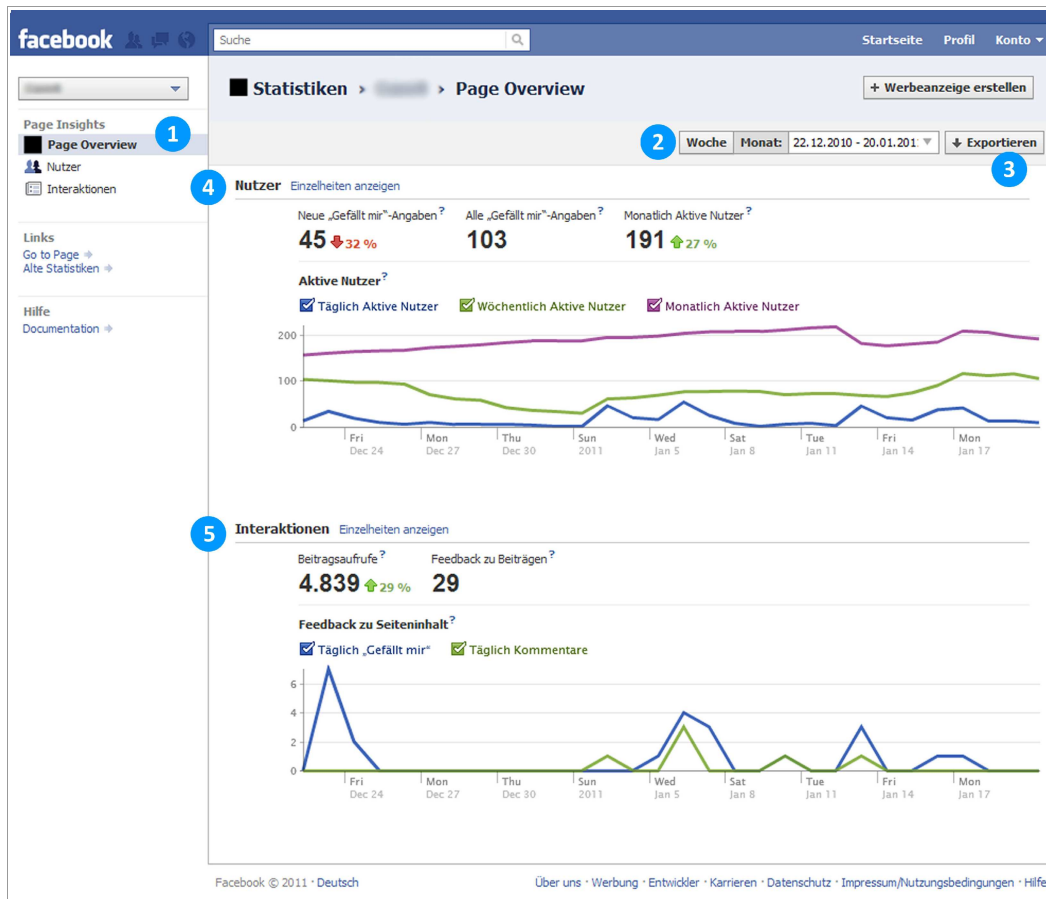 facebook
Suche
Startseite Profil Konto
Statistiken › › Page Overview
+ Werbeanzeige erstellen
Page Insights
1
Page Overview
Nutzer
Interaktionen
Links
Go to Page
Alte Statistiken
Hilfe
Documentation
2
Woche Monat: 22.12.2010 - 20.01.201
Exportieren
3
4
Nutzer Einzelheiten anzeigen
Neue „Gefällt mir“-Angaben? Alle „Gefällt mir“-Angaben? Monatlich Aktive Nutzer?
45 32 % 103 191 27 %
Aktive Nutzer?
Täglich Aktive Nutzer Wöchentlich Aktive Nutzer Monatlich Aktive Nutzer
200
100
0
Fri Mon Thu Sun Wed Sat Tue Fri Mon
Dec 24 Dec 27 Dec 30 2011 Jan 5 Jan 8 Jan 11 Jan 14 Jan 17
5
Interaktionen Einzelheiten anzeigen
Beitragsaufrufe? Feedback zu Beiträgen?
4.839 29 % 29
Feedback zu Seiteninhalt?
Täglich „Gefällt mir“ Täglich Kommentare
6
4
2
0
Fri Mon Thu Sun Wed Sat Tue Fri Mon
Dec 24 Dec 27 Dec 30 2011 Jan 5 Jan 8 Jan 11 Jan 14 Jan 17
Facebook © 2011 · Deutsch
Über uns · Werbung · Entwickler · Karrieren · Datenschutz · Impressum/Nutzungsbedingungen · Hilfe